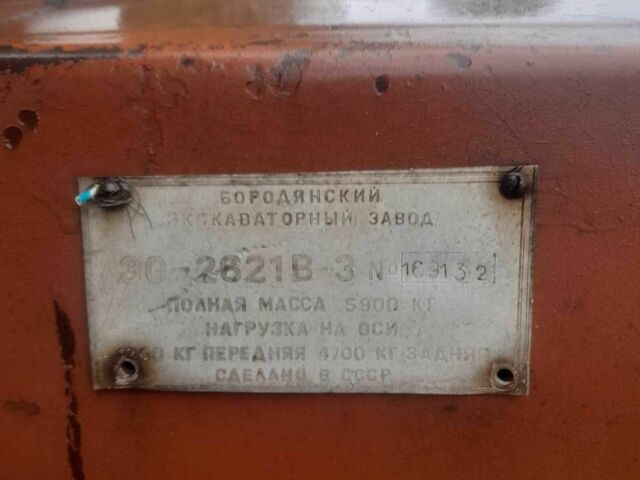 БОРОДЯНСКИЙ
ЭКСКАВАТОРНЫЙ ЗАВОД
ЭО-2621В-3 № 169132
ПОЛНАЯ МАССА 5900 КГ
НАГРУЗКА НА ОСИ
КГ ПЕРЕДНЯЯ 4700 КГ ЗАДНЯЯ
СДЕЛАНО В СССР